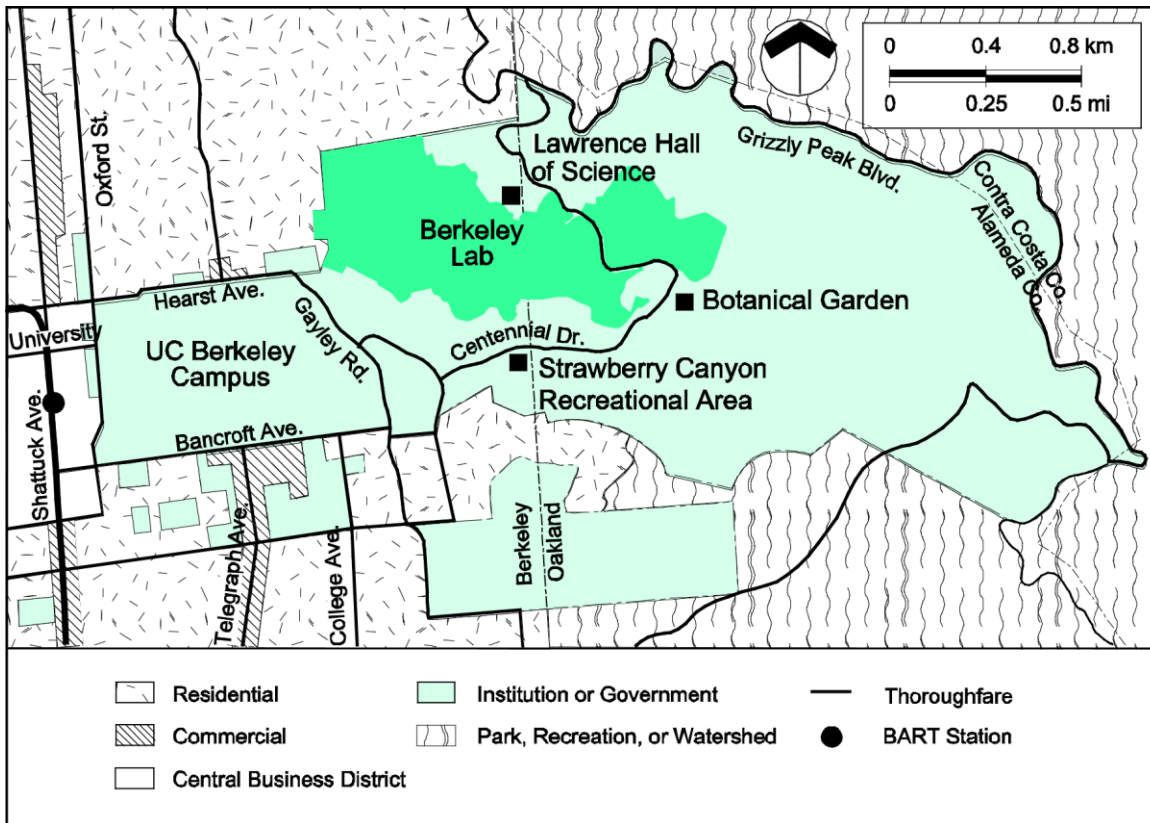 0 0.4 0.8 km
0 0.25 0.5 mi
Oxford St.
Lawrence Hall
of Science
Grizzly Peak Blvd.
Contra Costa Co.
Alameda Co.
Berkeley
Lab
Hearst Ave.
Botanical Garden
University
Gayley Rd.
UC Berkeley
Campus
Centennial Dr.
Strawberry Canyon
Recreational Area
Shattuck Ave.
Bancroft Ave.
Berkeley
Oakland
Telegraph Ave.
College Ave.
Residential
Institution or Government
Thoroughfare
Commercial
Park, Recreation, or Watershed
BART Station
Central Business District